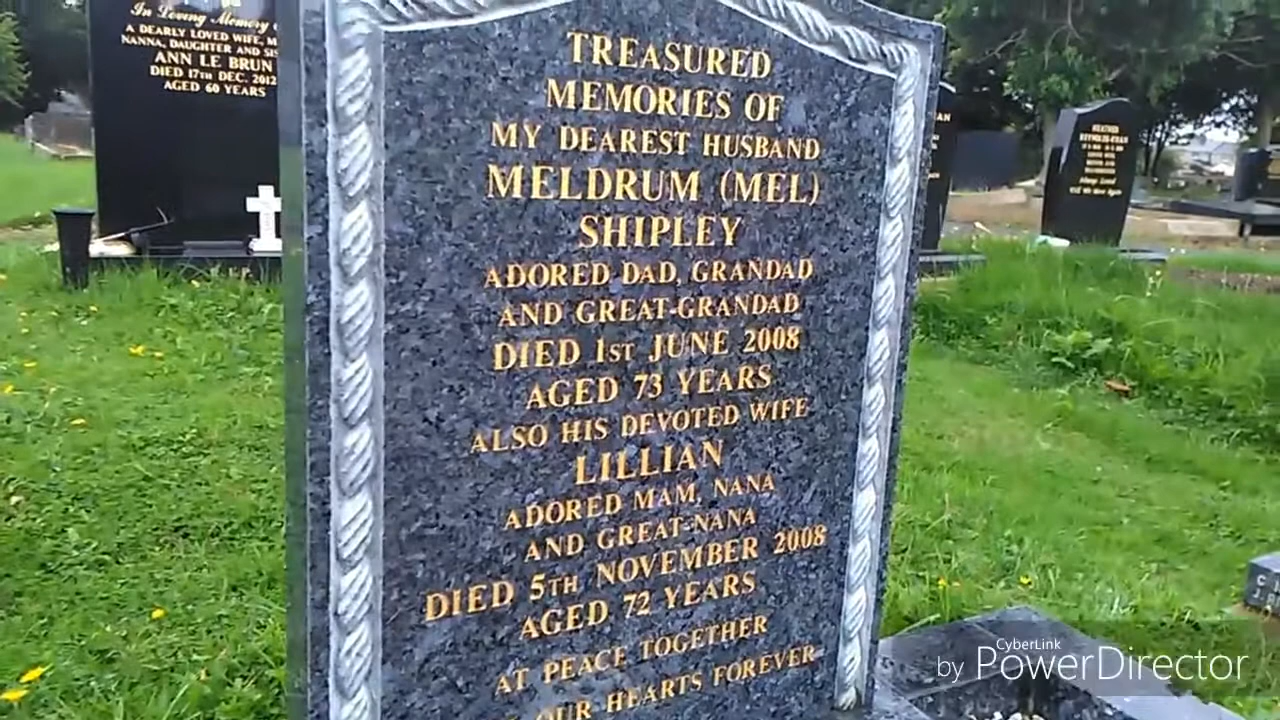 In Loving Memory
A DEARLY LOVED WIFE,
NANNA, DAUGHTER AND
ANN LE BRUN
DIED 17TH DEC. 2012
AGED 60 YEARS
TREASURED
MEMORIES OF
MY DEAREST HUSBAND
MELDRUM (MEL)
SHIPLEY
ADORED DAD, GRANDAD
AND GREAT-GRANDAD
DIED 1ST JUNE 2008
AGED 73 YEARS
ALSO HIS DEVOTED WIFE
LILLIAN
ADORED MAM, NANA
AND GREAT-NANA
DIED 5TH NOVEMBER 2008
AGED 72 YEARS
AT PEACE TOGETHER
OUR HEARTS FOREVER
HEATHER
CyberLink
by PowerDirector